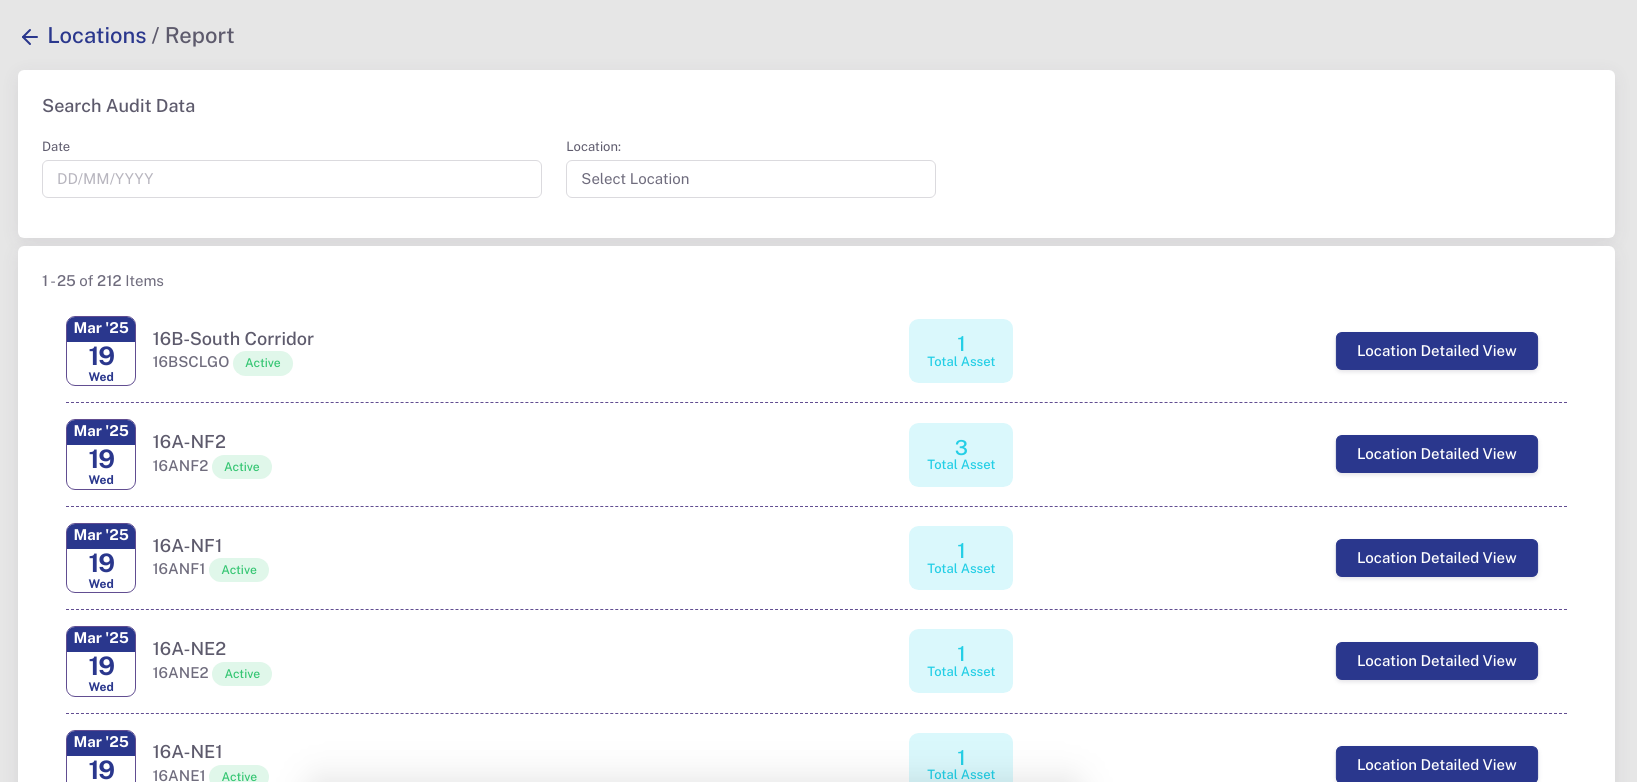 Locations / Report
Search Audit Data
Date
Location:
DD/MM/YYYY
Select Location
1 - 25 of 212 Items
Mar '25
19
Wed
16B-South Corridor
16BSCLGO Active
1
Total Asset
Location Detailed View
Mar '25
19
Wed
16A-NF2
16ANF2 Active
3
Total Asset
Location Detailed View
Mar '25
19
Wed
16A-NF1
16ANF1 Active
1
Total Asset
Location Detailed View
Mar '25
19
Wed
16A-NE2
16ANE2 Active
1
Total Asset
Location Detailed View
Mar '25
19
16A-NE1
16ANE1 Active
1
Total Asset
Location Detailed View